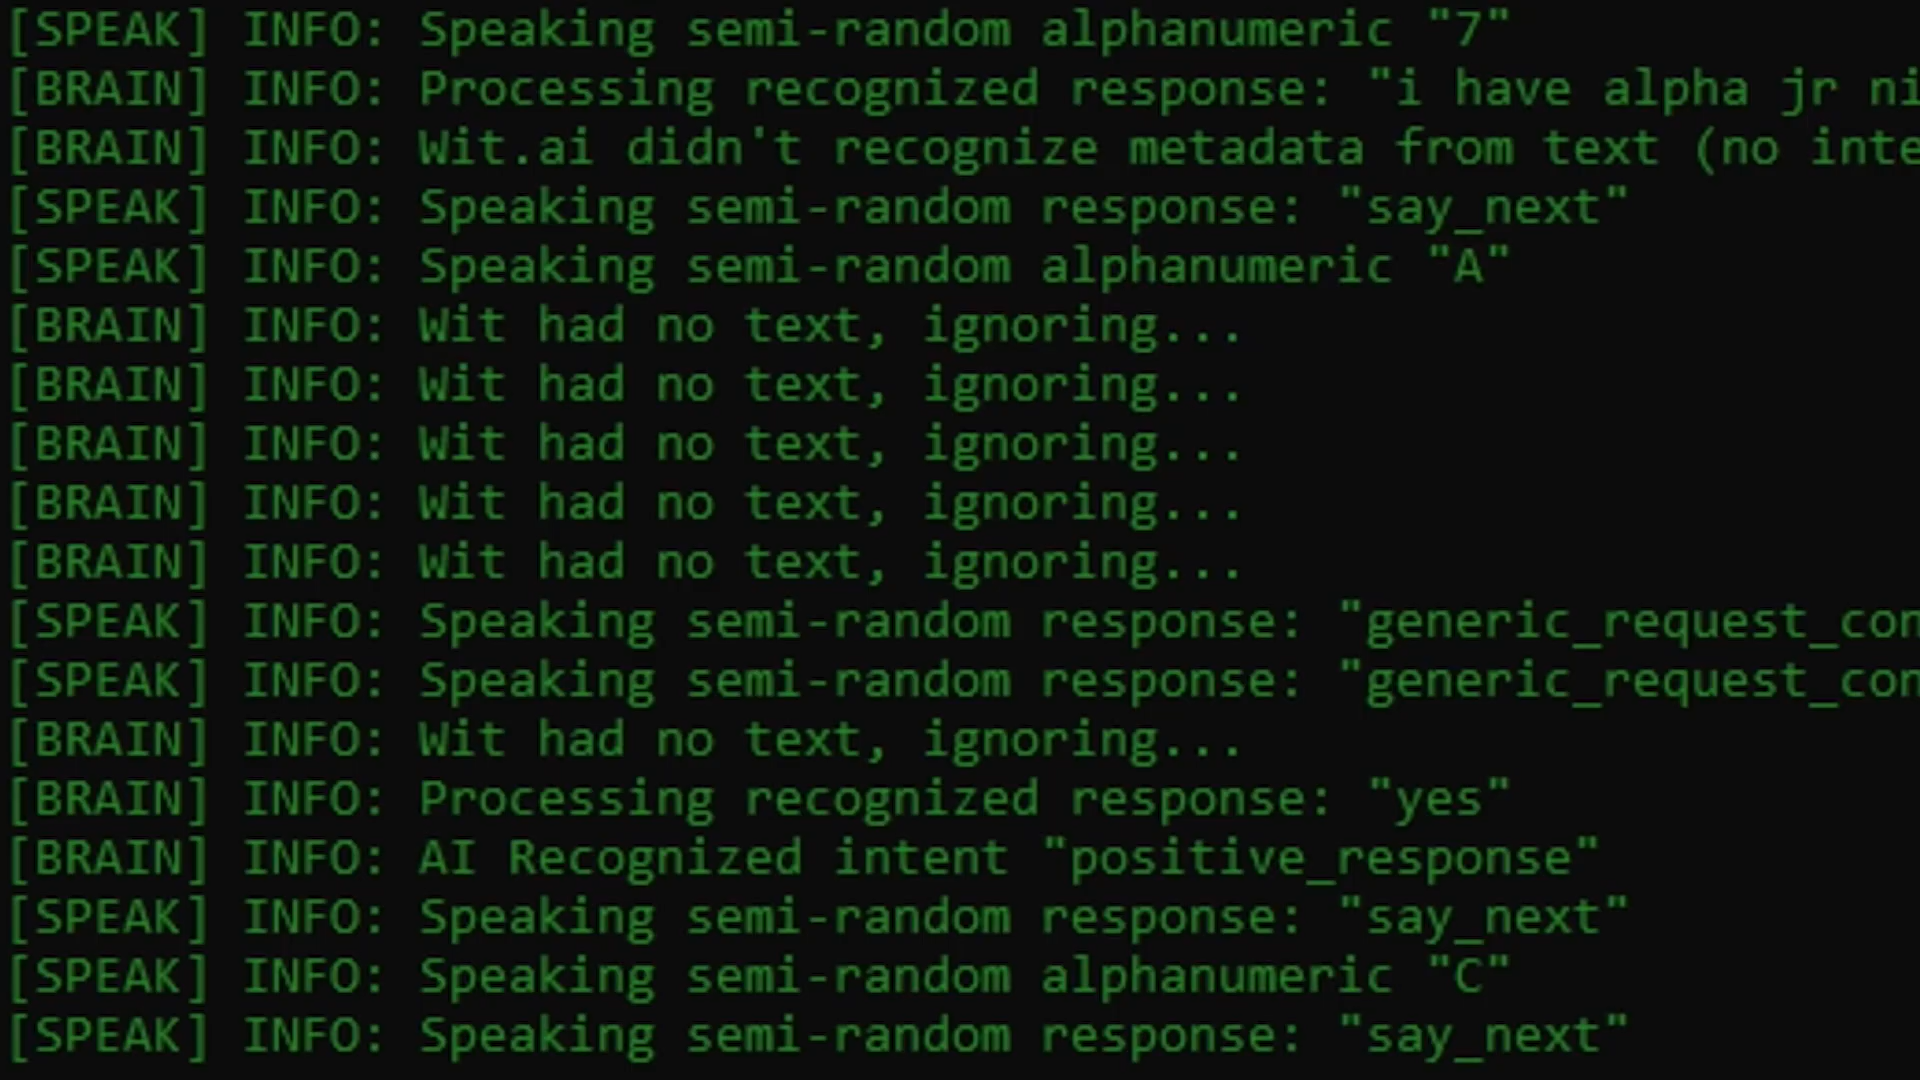 [SPEAK] INFO: Speaking semi-random alphanumeric "7"
[BRAIN] INFO: Processing recognized response: "i have alpha jr ni
[BRAIN] INFO: Wit.ai didn't recognize metadata from text (no inte
[SPEAK] INFO: Speaking semi-random response: "say_next"
[SPEAK] INFO: Speaking semi-random alphanumeric "A"
[BRAIN] INFO: Wit had no text, ignoring...
[BRAIN] INFO: Wit had no text, ignoring...
[BRAIN] INFO: Wit had no text, ignoring...
[BRAIN] INFO: Wit had no text, ignoring...
[BRAIN] INFO: Wit had no text, ignoring...
[SPEAK] INFO: Speaking semi-random response: "generic_request_con
[SPEAK] INFO: Speaking semi-random response: "generic_request_con
[BRAIN] INFO: Wit had no text, ignoring...
[BRAIN] INFO: Processing recognized response: "yes"
[BRAIN] INFO: AI Recognized intent "positive_response"
[SPEAK] INFO: Speaking semi-random response: "say_next"
[SPEAK] INFO: Speaking semi-random alphanumeric "C"
[SPEAK] INFO: Speaking semi-random response: "say_next"